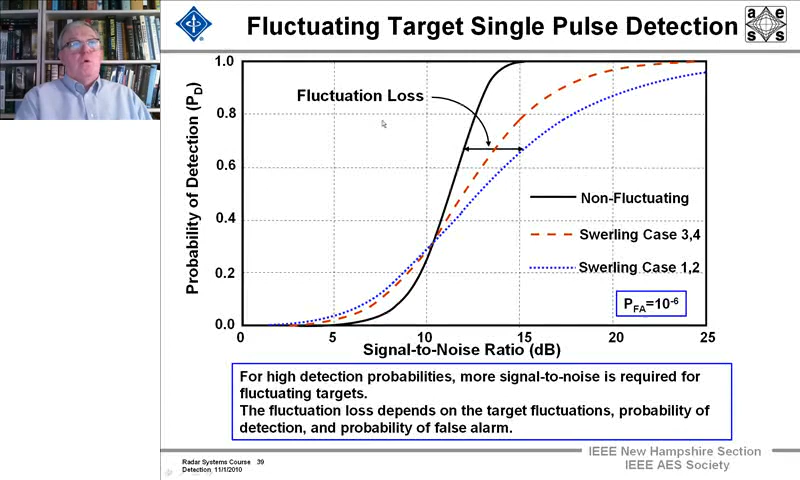 Fluctuating Target Single Pulse Detection
a e
s s
Probability of Detection (PD)
1.0
0.8
0.6
0.4
0.2
0.0
Fluctuation Loss
Non-Fluctuating
Swerling Case 3,4
Swerling Case 1,2
PFA=10-6
0 5 10 15 20 25
Signal-to-Noise Ratio (dB)
For high detection probabilities, more signal-to-noise is required for
fluctuating targets.
The fluctuation loss depends on the target fluctuations, probability of
detection, and probability of false alarm.
Radar Systems Course 39
Detection 11/1/2010
IEEE New Hampshire Section
IEEE AES Society